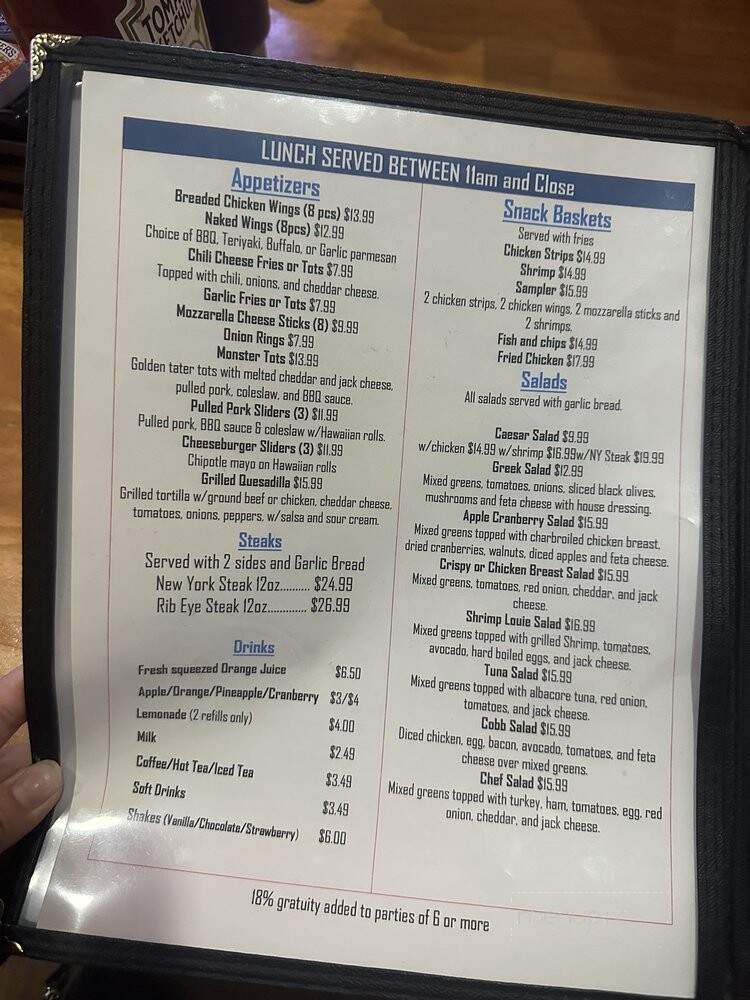 TOMATO
KETCHUP
LUNCH SERVED BETWEEN 11am and Close
Appetizers
Breaded Chicken Wings (8 pcs) $13.99
Naked Wings (8pcs) $12.99
Choice of BBQ, Teriyaki, Buffalo, or Garlic parmesan
Chili Cheese Fries or Tots $7.99
Topped with chili, onions, and cheddar cheese.
Garlic Fries or Tots $7.99
Mozzarella Cheese Sticks (8) $9.99
Onion Rings $7.99
Monster Tots $13.99
Golden tater tots with melted cheddar and jack cheese,
pulled pork, coleslaw, and BBQ sauce.
Pulled Pork Sliders (3) $11.99
Pulled pork, BBQ sauce & coleslaw w/Hawaiian rolls.
Cheeseburger Sliders (3) $11.99
Chipotle mayo on Hawaiian rolls
Grilled Quesadilla $15.99
Grilled tortilla w/ground beef or chicken, cheddar cheese,
tomatoes, onions, peppers, w/salsa and sour cream.
Steaks
Served with 2 sides and Garlic Bread
New York Steak 12oz.......... $24.99
Rib Eye Steak 12oz............. $26.99
Drinks
Fresh squeezed Orange Juice $6.50
Apple/Orange/Pineapple/Cranberry $3/$4
Lemonade (2 refills only) $4.00
Milk $2.49
Coffee/Hot Tea/Iced Tea $3.49
Soft Drinks $3.49
Shakes (Vanilla/Chocolate/Strawberry) $6.00
Snack Baskets
Served with fries
Chicken Strips $14.99
Shrimp $14.99
Sampler $15.99
2 chicken strips, 2 chicken wings, 2 mozzarella sticks and
2 shrimps.
Fish and chips $14.99
Fried Chicken $17.99
Salads
All salads served with garlic bread.
Caesar Salad $9.99
w/chicken $14.99 w/shrimp $16.99w/NY Steak $19.99
Greek Salad $12.99
Mixed greens, tomatoes, onions, sliced black olives,
mushrooms and feta cheese with house dressing.
Apple Cranberry Salad $15.99
Mixed greens topped with charbroiled chicken breast,
dried cranberries, walnuts, diced apples and feta cheese.
Crispy or Chicken Breast Salad $15.99
Mixed greens, tomatoes, red onion, cheddar, and jack
cheese.
Shrimp Louie Salad $16.99
Mixed greens topped with grilled Shrimp, tomatoes,
avocado, hard boiled eggs, and jack cheese.
Tuna Salad $15.99
Mixed greens topped with albacore tuna, red onion,
tomatoes, and jack cheese.
Cobb Salad $15.99
Diced chicken, egg, bacon, avocado, tomatoes, and feta
cheese over mixed greens.
Chef Salad $15.99
Mixed greens topped with turkey, ham, tomatoes, egg, red
onion, cheddar, and jack cheese.
18% gratuity added to parties of 6 or more